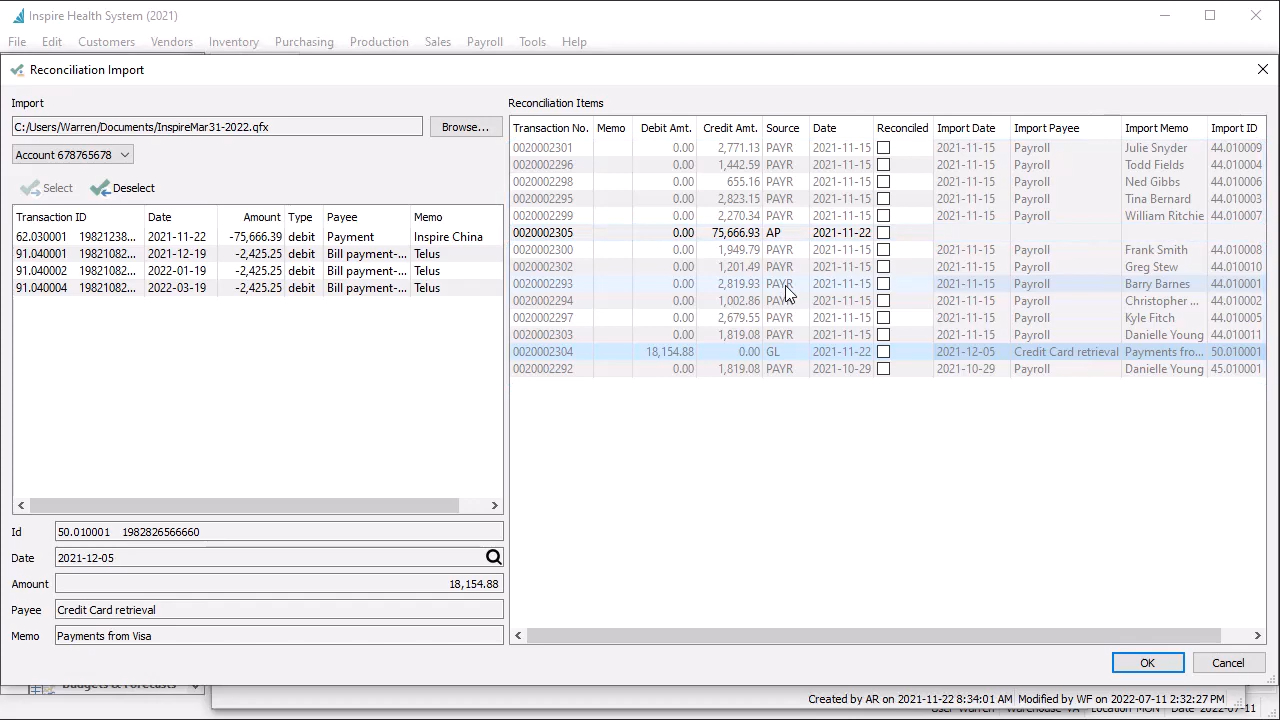 Inspire Health System (2021)
File Edit Customers Vendors Inventory Purchasing Production Sales Payroll Tools Help
Reconciliation Import
Import
C:/Users/Warren/Documents/InspireMar31-2022.qfx Browse...
Account 678765678
Select Deselect
Transaction ID Date Amount Type Payee Memo
62.030001 19821238... 2021-11-22 -75,666.39 debit Payment Inspire China
91.040001 19821082... 2021-12-19 -2,425.25 debit Bill payment-... Telus
91.040002 19821082... 2022-01-19 -2,425.25 debit Bill payment-... Telus
91.040004 19821082... 2022-03-19 -2,425.25 debit Bill payment-... Telus
Id 50.010001 1982826566660
Date 2021-12-05
Amount 18,154.88
Payee Credit Card retrieval
Memo Payments from Visa
Reconciliation Items
Transaction No. Memo Debit Amt. Credit Amt. Source Date Reconciled Import Date Import Payee Import Memo Import ID
0020002301 0.00 2,771.13 PAYR 2021-11-15 2021-11-15 Payroll Julie Snyder 44.010009
0020002296 0.00 1,442.59 PAYR 2021-11-15 2021-11-15 Payroll Todd Fields 44.010004
0020002298 0.00 655.16 PAYR 2021-11-15 2021-11-15 Payroll Ned Gibbs 44.010006
0020002295 0.00 2,823.15 PAYR 2021-11-15 2021-11-15 Payroll Tina Bernard 44.010003
0020002299 0.00 2,270.34 PAYR 2021-11-15 2021-11-15 Payroll William Ritchie 44.010007
0020002305 0.00 75,666.93 AP 2021-11-22
0020002300 0.00 1,949.79 PAYR 2021-11-15 2021-11-15 Payroll Frank Smith 44.010008
0020002302 0.00 1,201.49 PAYR 2021-11-15 2021-11-15 Payroll Greg Stew 44.010010
0020002293 0.00 2,819.93 PAYR 2021-11-15 2021-11-15 Payroll Barry Barnes 44.010001
0020002294 0.00 1,002.86 PAYR 2021-11-15 2021-11-15 Payroll Christopher ... 44.010002
0020002297 0.00 2,679.55 PAYR 2021-11-15 2021-11-15 Payroll Kyle Fitch 44.010005
0020002303 0.00 1,819.08 PAYR 2021-11-15 2021-11-15 Payroll Danielle Young 44.010011
0020002304 18,154.88 0.00 GL 2021-11-22 2021-12-05 Credit Card retrieval Payments fro... 50.010001
0020002292 0.00 1,819.08 PAYR 2021-10-29 2021-10-29 Payroll Danielle Young 45.010001
OK Cancel
Budgets & Forecasts
Created by AR on 2021-11-22 8:34:01 AM Modified by WF on 2022-07-11 2:32:27 PM
User Warren Warehouse VA Location MON Date 2022-07-11